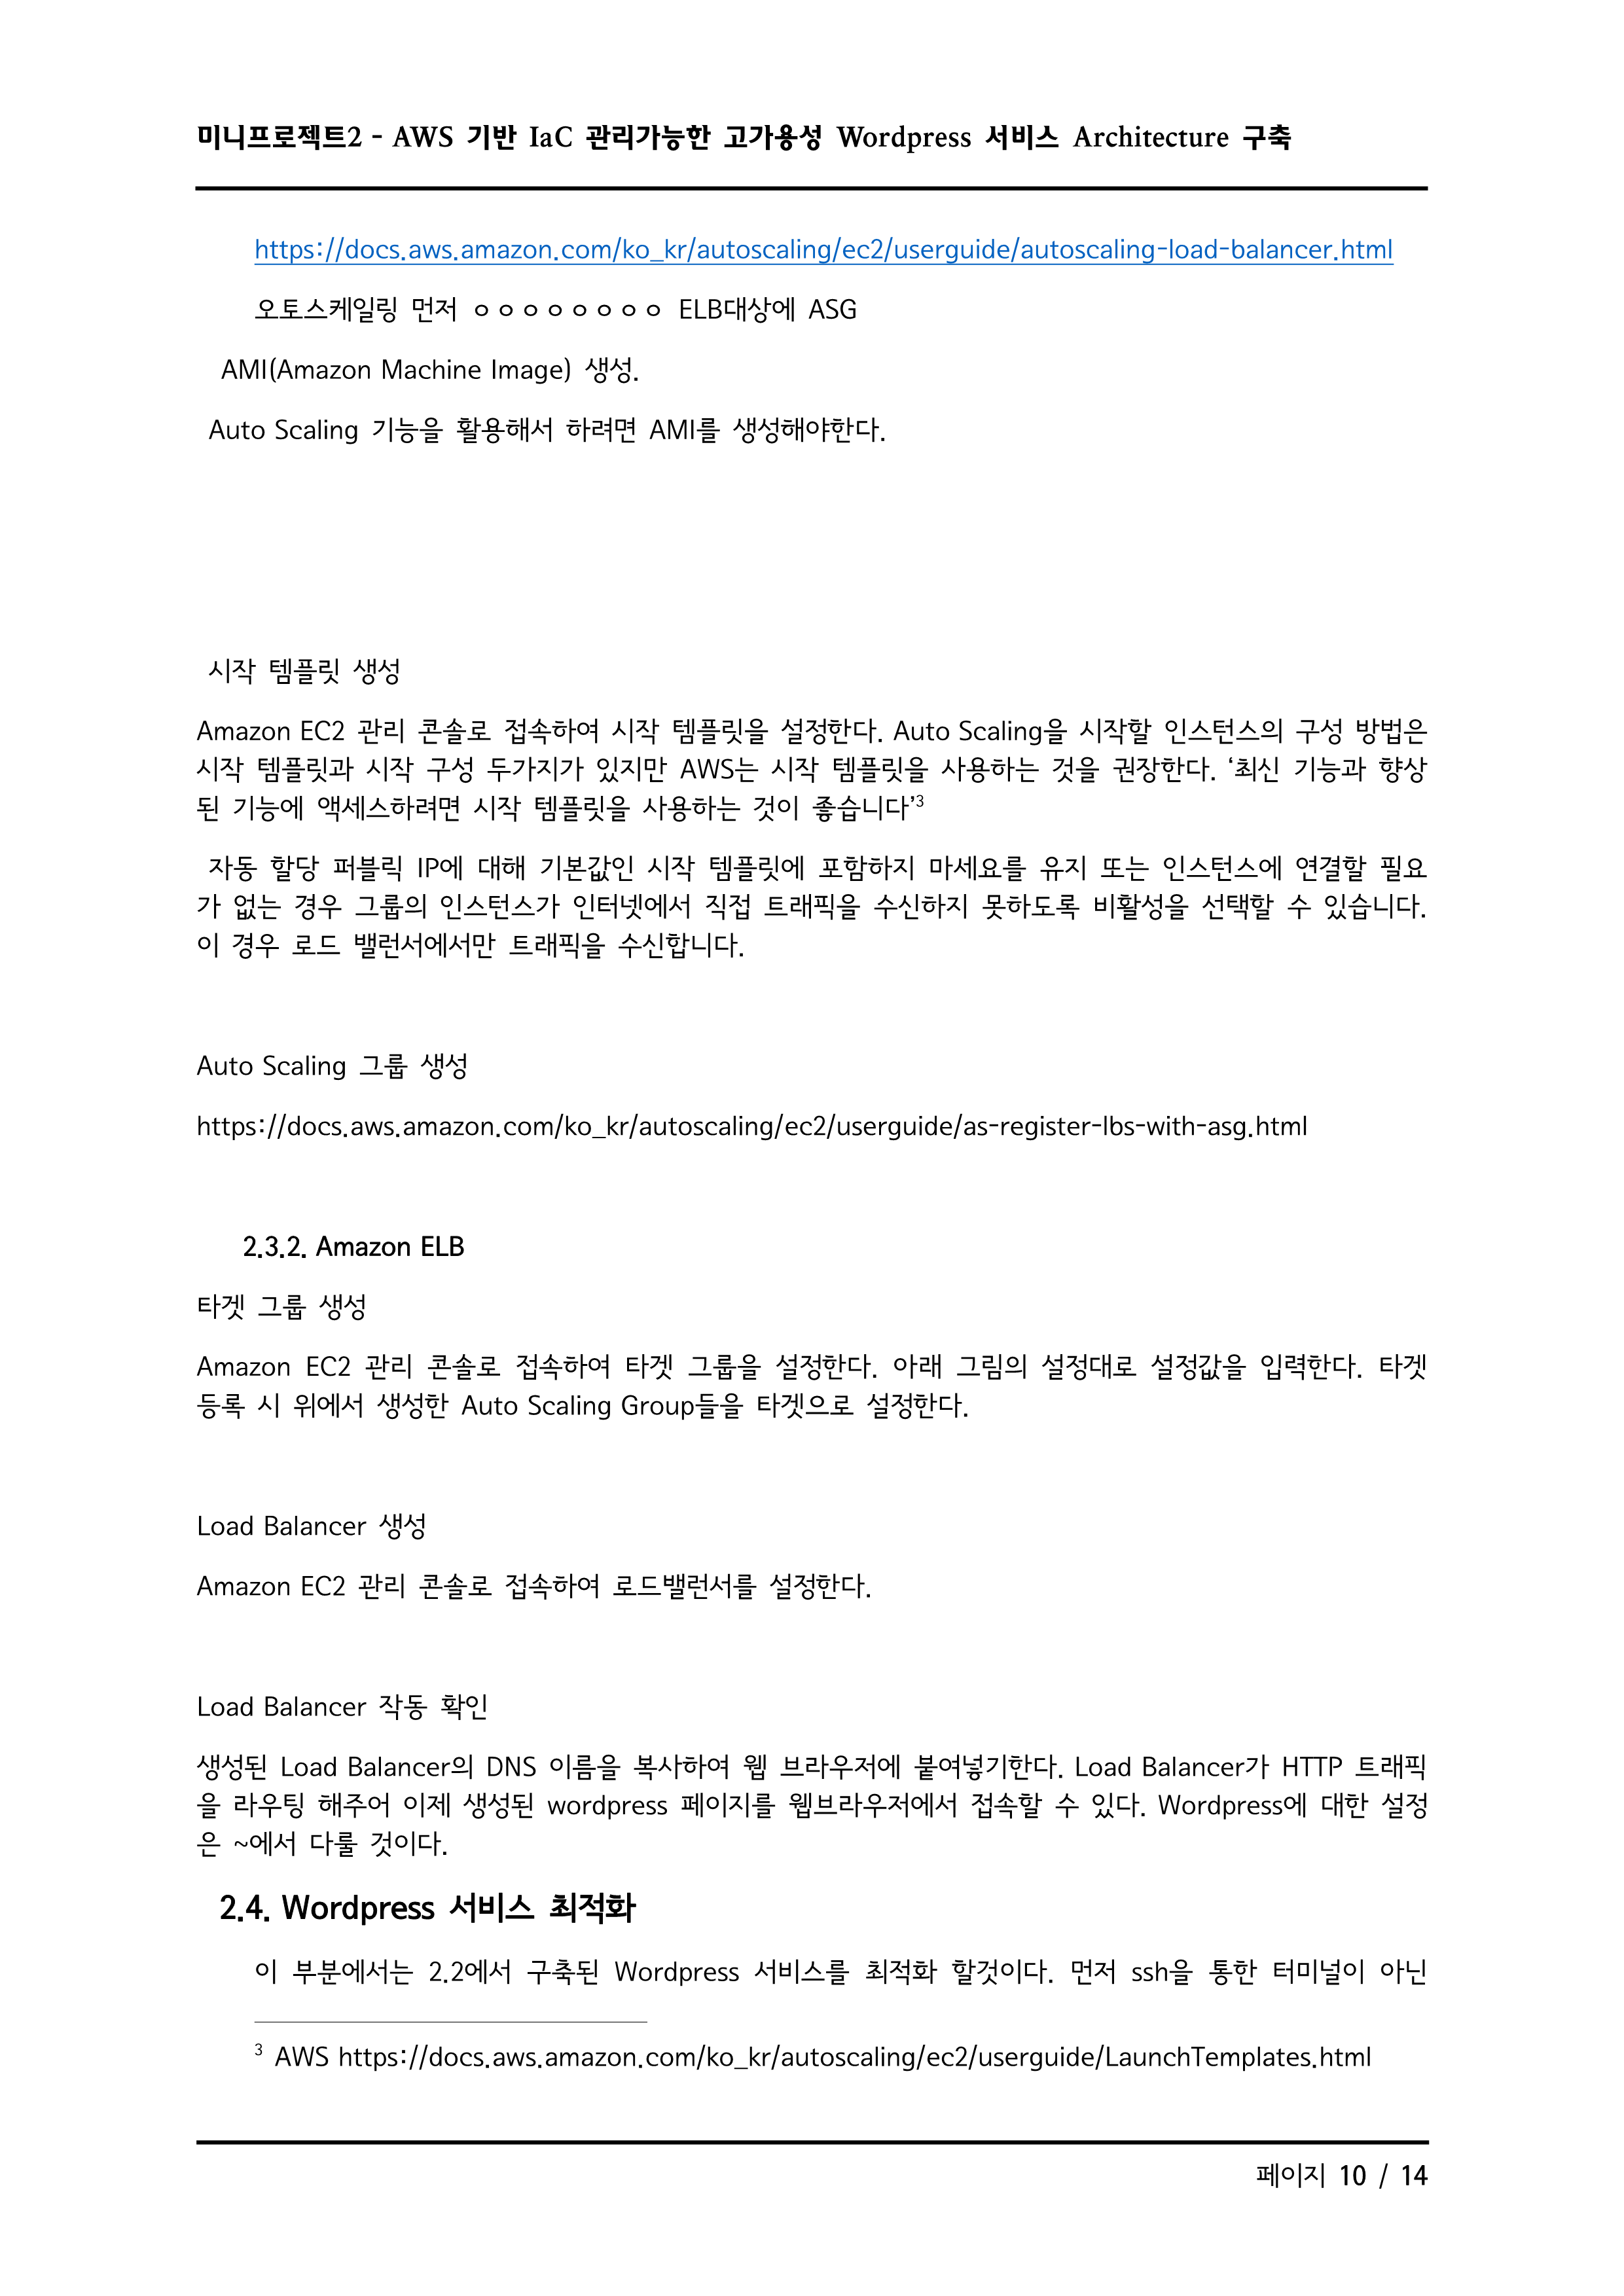 미니프로젝트2 - AWS 기반 IaC 관리가능한 고가용성 Wordpress 서비스 Architecture 구축
https://docs.aws.amazon.com/ko_kr/autoscaling/ec2/userguide/autoscaling-load-balancer.html
오토스케일링 먼저 ㅇㅇㅇㅇㅇㅇㅇㅇ ELB대상에 ASG
AMI(Amazon Machine Image) 생성.
Auto Scaling 기능을 활용해서 하려면 AMI를 생성해야한다.
시작 템플릿 생성
Amazon EC2 관리 콘솔로 접속하여 시작 템플릿을 설정한다. Auto Scaling을 시작할 인스턴스의 구성 방법은
시작 템플릿과 시작 구성 두가지가 있지만 AWS는 시작 템플릿을 사용하는 것을 권장한다. ‘최신 기능과 향상
된 기능에 액세스하려면 시작 템플릿을 사용하는 것이 좋습니다’3
자동 할당 퍼블릭 IP에 대해 기본값인 시작 템플릿에 포함하지 마세요를 유지 또는 인스턴스에 연결할 필요
가 없는 경우 그룹의 인스턴스가 인터넷에서 직접 트래픽을 수신하지 못하도록 비활성을 선택할 수 있습니다.
이 경우 로드 밸런서에서만 트래픽을 수신합니다.
Auto Scaling 그룹 생성
https://docs.aws.amazon.com/ko_kr/autoscaling/ec2/userguide/as-register-lbs-with-asg.html
2.3.2. Amazon ELB
타겟 그룹 생성
Amazon EC2 관리 콘솔로 접속하여 타겟 그룹을 설정한다. 아래 그림의 설정대로 설정값을 입력한다. 타겟
등록 시 위에서 생성한 Auto Scaling Group들을 타겟으로 설정한다.
Load Balancer 생성
Amazon EC2 관리 콘솔로 접속하여 로드밸런서를 설정한다.
Load Balancer 작동 확인
생성된 Load Balancer의 DNS 이름을 복사하여 웹 브라우저에 붙여넣기한다. Load Balancer가 HTTP 트래픽
을 라우팅 해주어 이제 생성된 wordpress 페이지를 웹브라우저에서 접속할 수 있다. Wordpress에 대한 설정
은 ~에서 다룰 것이다.
2.4. Wordpress 서비스 최적화
이 부분에서는 2.2에서 구축된 Wordpress 서비스를 최적화 할것이다. 먼저 ssh을 통한 터미널이 아닌
3 AWS https://docs.aws.amazon.com/ko_kr/autoscaling/ec2/userguide/LaunchTemplates.html
페이지 10 / 14